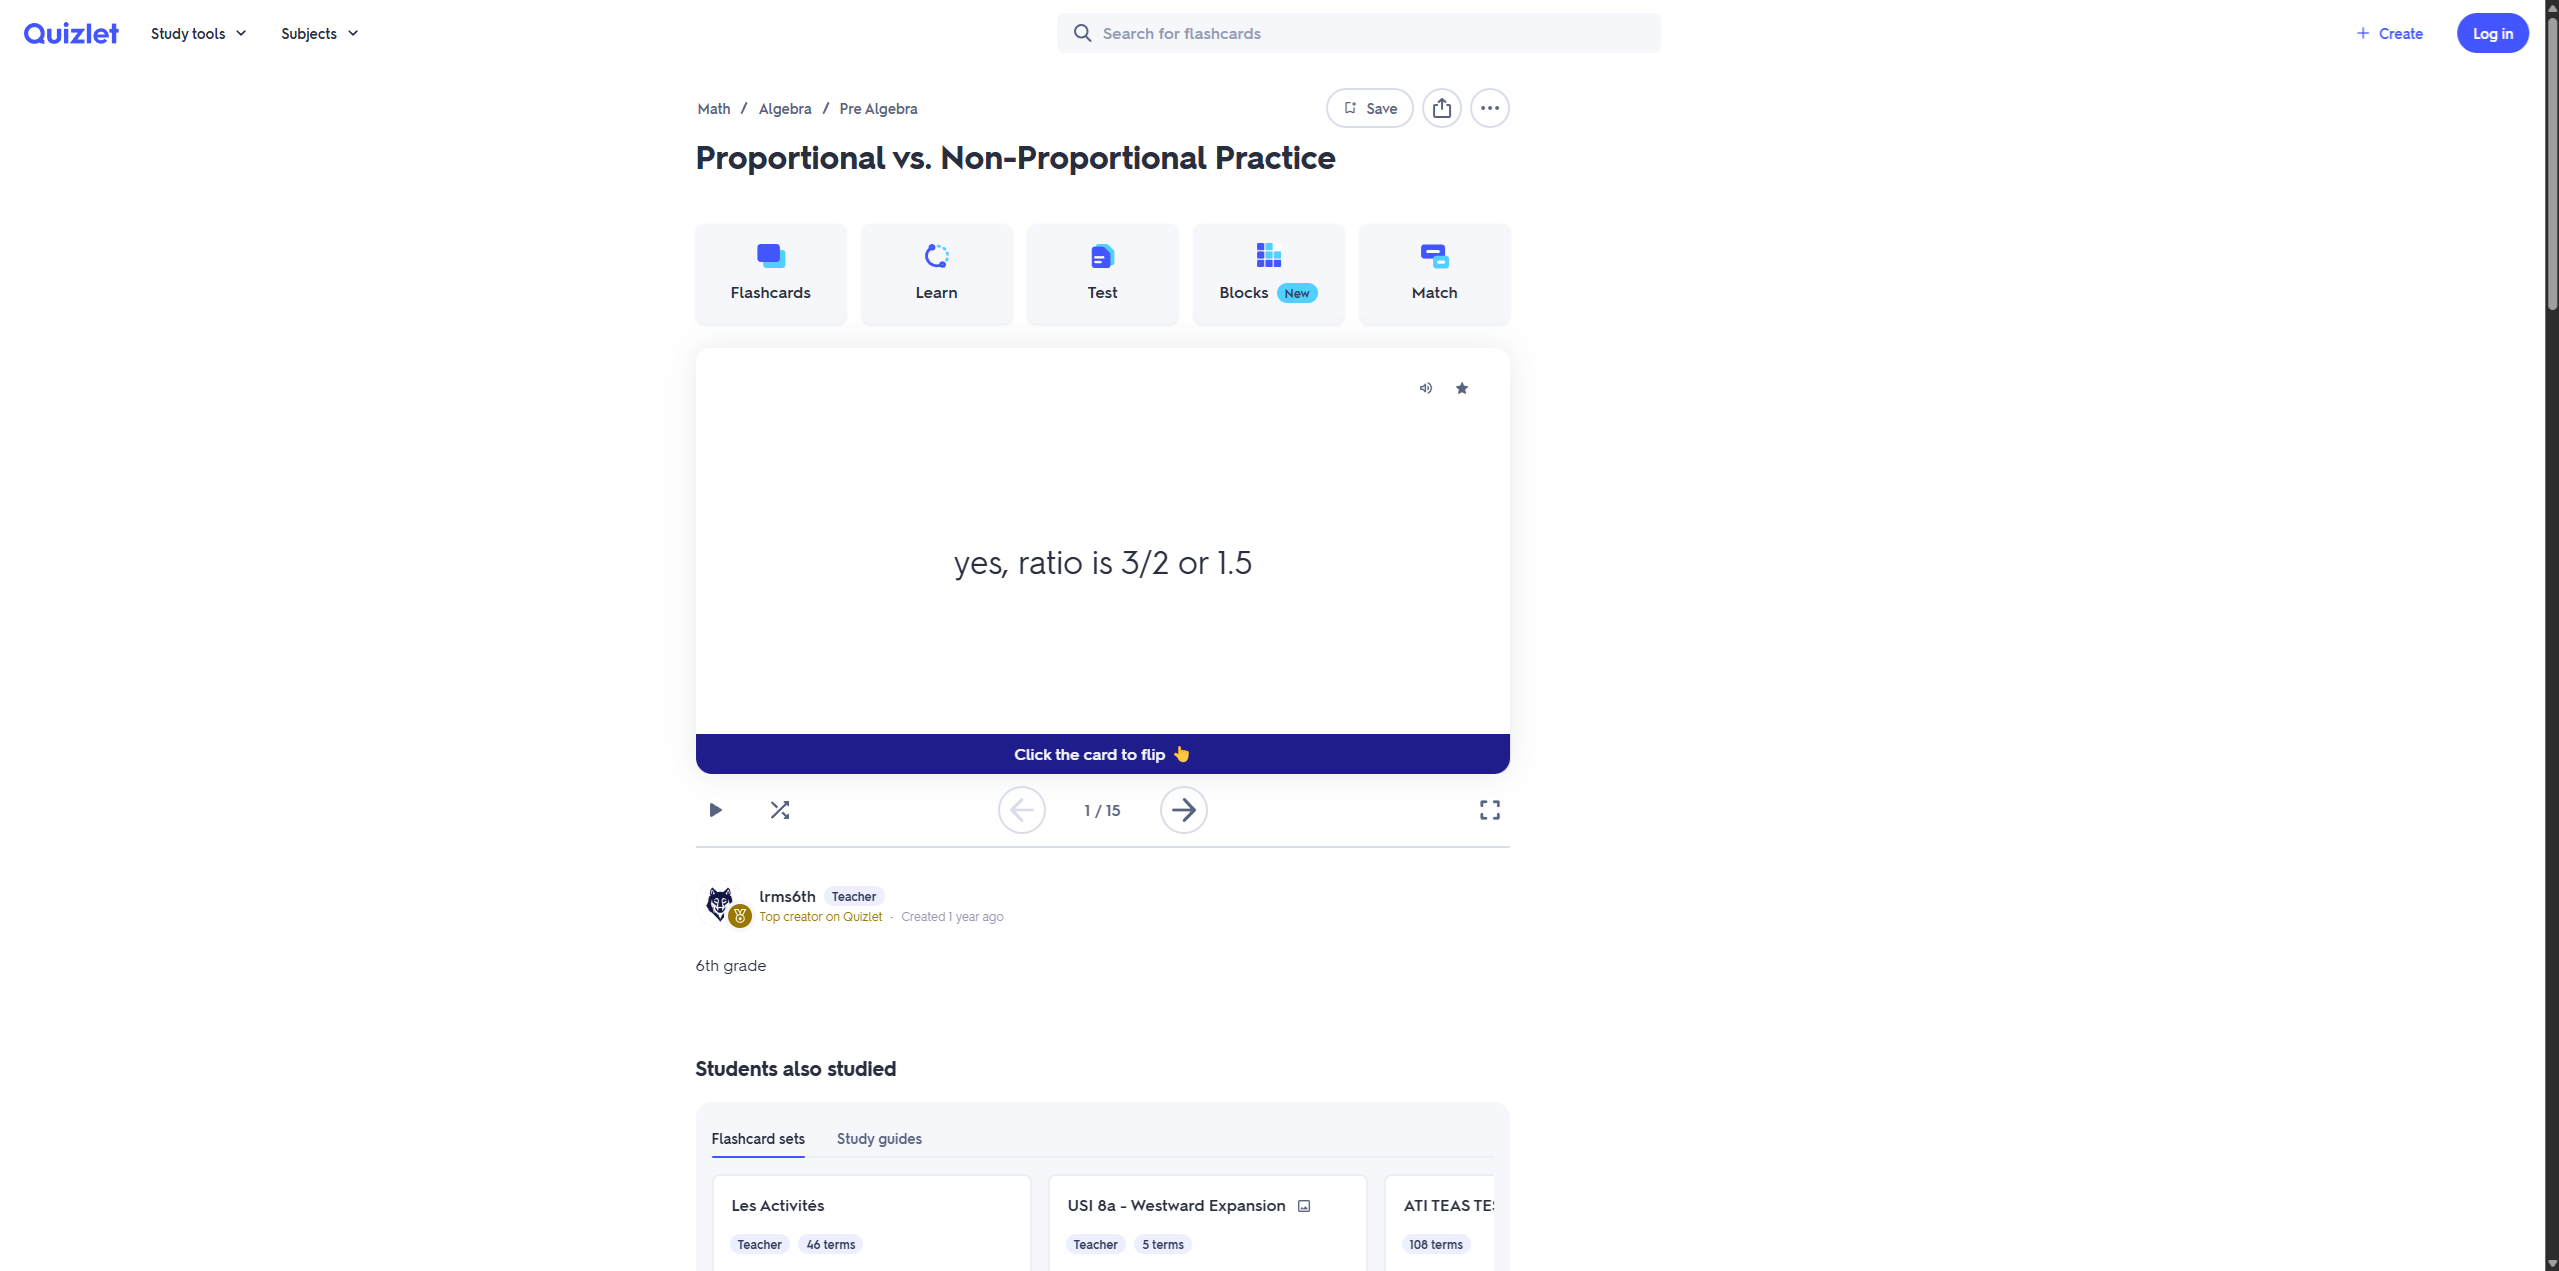 Quizlet Study tools Subjects Search for flashcards + Create Log in
Math / Algebra / Pre Algebra Save
Proportional vs. Non-Proportional Practice
Flashcards Learn Test Blocks New Match
yes, ratio is 3/2 or 1.5
Click the card to flip 👆
1 / 15
lrms6th Teacher
Top creator on Quizlet · Created 1 year ago
6th grade
Students also studied
Flashcard sets Study guides
Les Activités USI 8a - Westward Expansion ATI TEAS TES
Teacher 46 terms Teacher 5 terms 108 terms